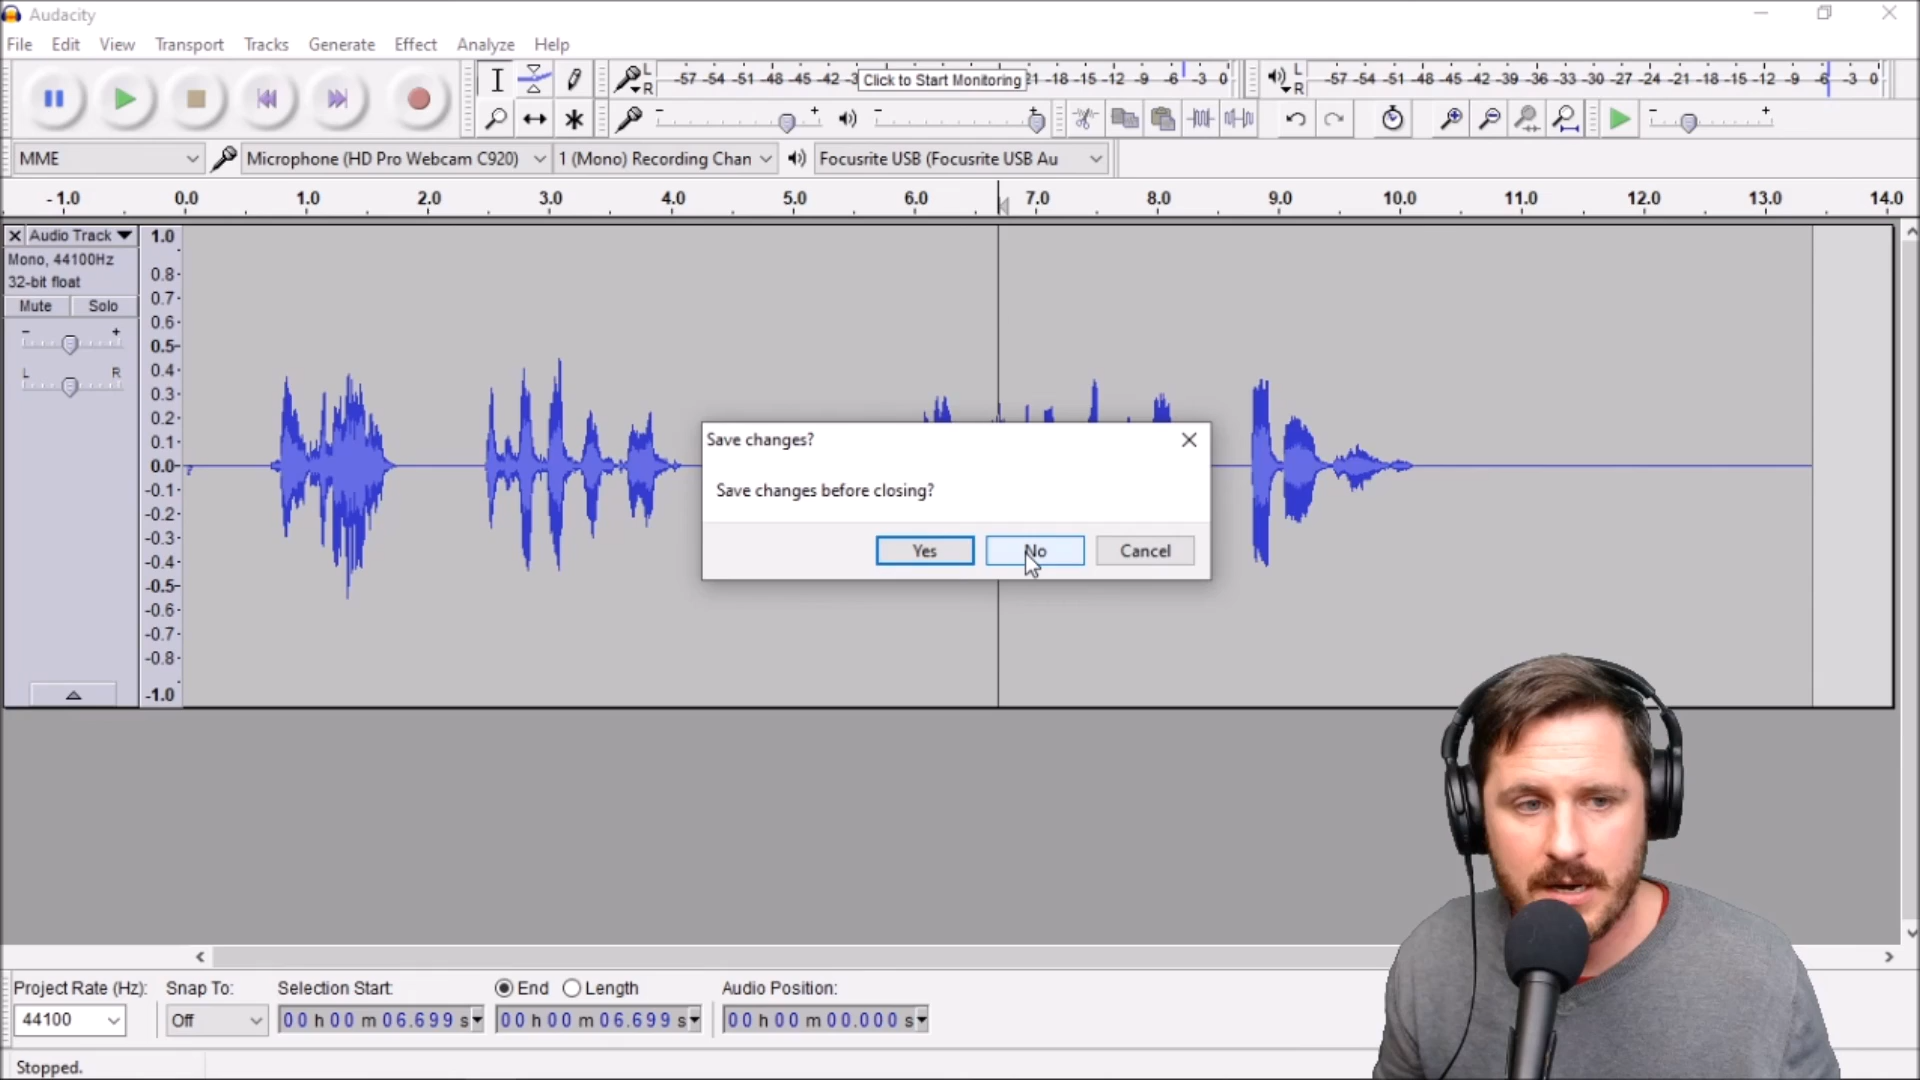 Audacity
File Edit View Transport Tracks Generate Effect Analyze Help
L R -57 -54 -51 -48 -45 -42 -3 Click to Start Monitoring 21 -18 -15 -12 -9 -6 -3 0 L R -57 -54 -51 -48 -45 -42 -39 -36 -33 -30 -27 -24 -21 -18 -15 -12 -9 -6 -3 0
- + - + - +
MME Microphone (HD Pro Webcam C920) 1 (Mono) Recording Chan Focusrite USB (Focusrite USB Au
- 1.0 0.0 1.0 2.0 3.0 4.0 5.0 6.0 7.0 8.0 9.0 10.0 11.0 12.0 13.0 14.0
Audio Track
Mono, 44100Hz
32-bit float
Mute Solo
- +
L R
1.0
0.8
0.7
0.6
0.5
0.4
0.3
0.2
0.1
0.0
-0.1
-0.2
-0.3
-0.4
-0.5
-0.6
-0.7
-0.8
-1.0
Save changes?
Save changes before closing?
Yes No Cancel
Project Rate (Hz): Snap To: Selection Start: End Length Audio Position:
44100 Off 00 h 00 m 06.699 s 00 h 00 m 06.699 s 00 h 00 m 00.000 s
Stopped.